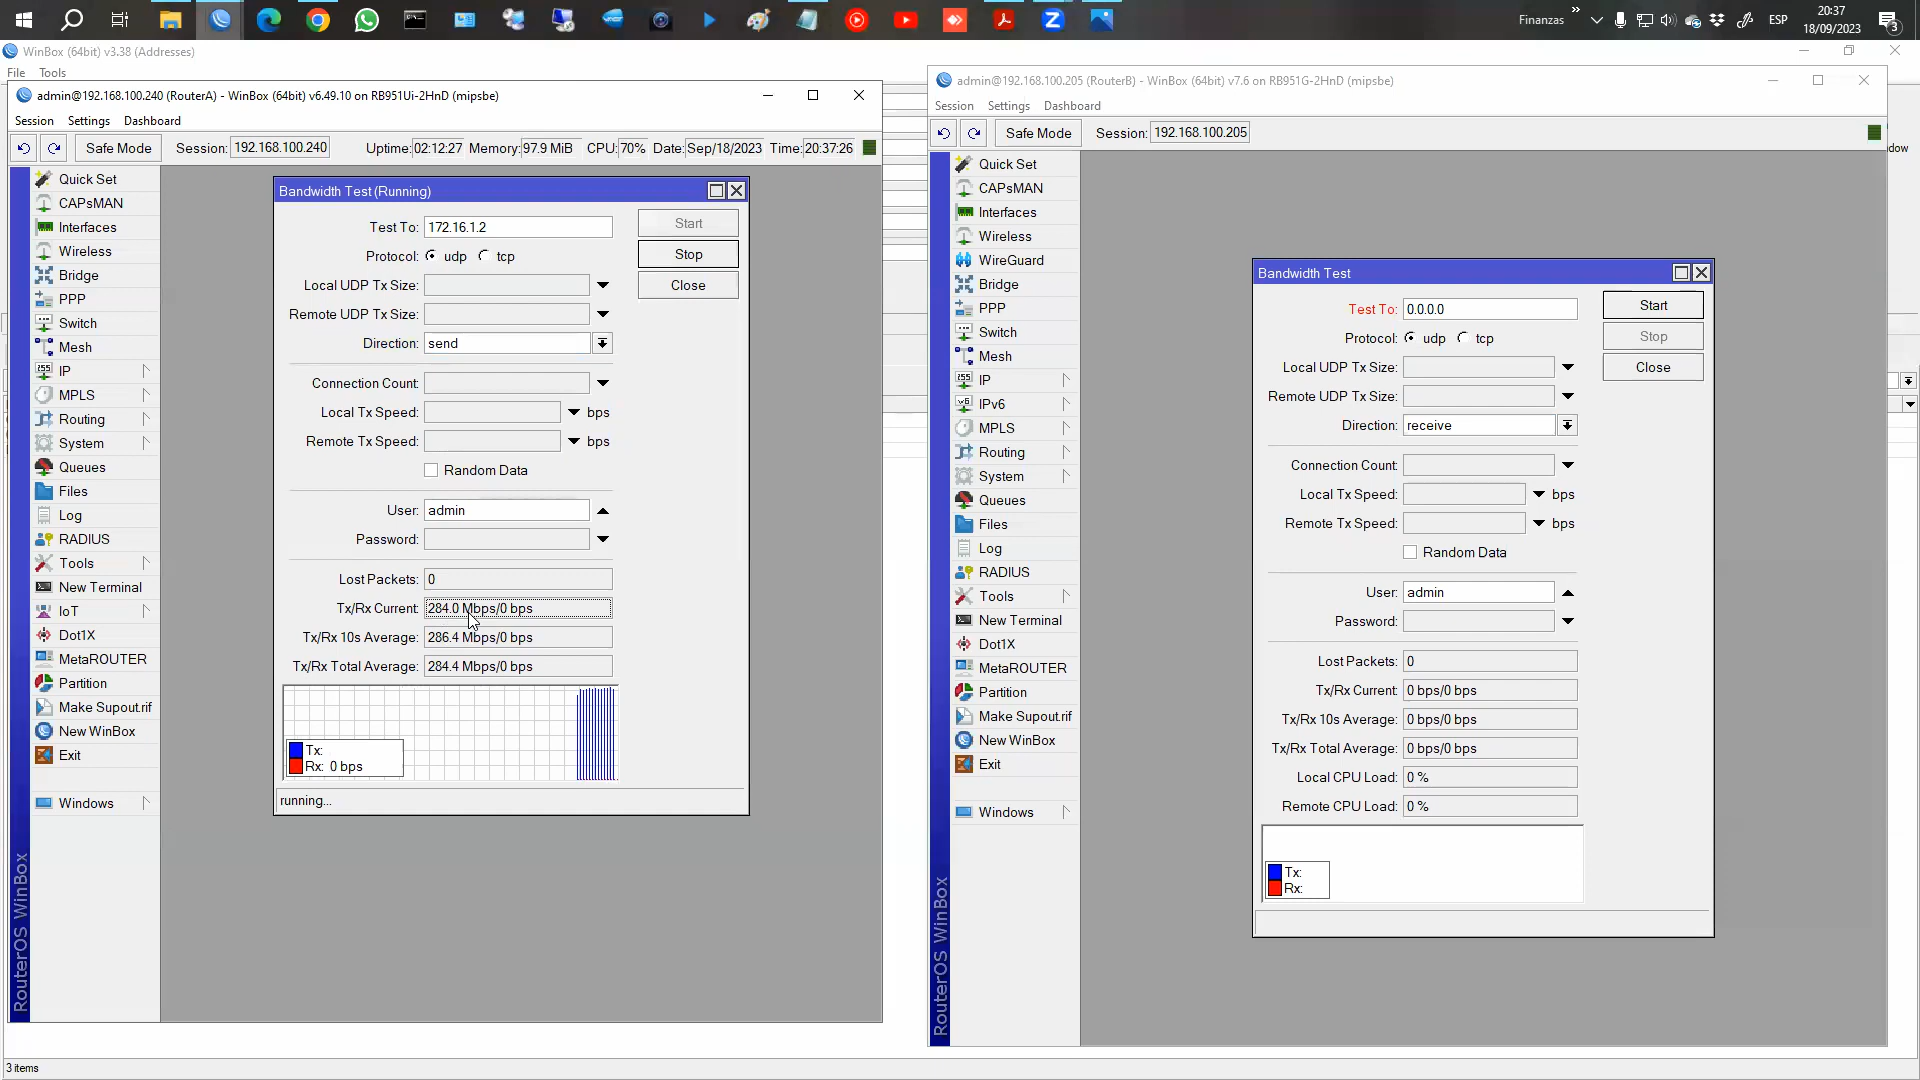 Finanzas
»
ESP
20:37
18/09/2023
3
WinBox (64bit) v3.38 (Addresses)
File Tools
admin@192.168.100.240 (RouterA) - WinBox (64bit) v6.49.10 on RB951Ui-2HnD (mipsbe)
Session Settings Dashboard
Safe Mode Session: 192.168.100.240 Uptime: 02:12:27 Memory: 97.9 MiB CPU: 70% Date: Sep/18/2023 Time: 20:37:26
Quick Set
CAPsMAN
Interfaces
Wireless
Bridge
PPP
Switch
Mesh
IP
MPLS
Routing
System
Queues
Files
Log
RADIUS
Tools
New Terminal
IoT
Dot1X
MetaROUTER
Partition
Make Supout.rif
New WinBox
Exit
Windows
RouterOS WinBox
Bandwidth Test (Running)
Test To: 172.16.1.2
Protocol: udp tcp
Local UDP Tx Size:
Remote UDP Tx Size:
Direction: send
Connection Count:
Local Tx Speed: bps
Remote Tx Speed: bps
Random Data
User: admin
Password:
Lost Packets: 0
Tx/Rx Current: 284.0 Mbps/0 bps
Tx/Rx 10s Average: 286.4 Mbps/0 bps
Tx/Rx Total Average: 284.4 Mbps/0 bps
Tx:
Rx: 0 bps
running...
Start
Stop
Close
admin@192.168.100.205 (RouterB) - WinBox (64bit) v7.6 on RB951G-2HnD (mipsbe)
Session Settings Dashboard
Safe Mode Session: 192.168.100.205
Quick Set
CAPsMAN
Interfaces
Wireless
WireGuard
Bridge
PPP
Switch
Mesh
IP
IPv6
MPLS
Routing
System
Queues
Files
Log
RADIUS
Tools
New Terminal
Dot1X
MetaROUTER
Partition
Make Supout.rif
New WinBox
Exit
Windows
RouterOS WinBox
Bandwidth Test
Test To: 0.0.0.0
Protocol: udp tcp
Local UDP Tx Size:
Remote UDP Tx Size:
Direction: receive
Connection Count:
Local Tx Speed: bps
Remote Tx Speed: bps
Random Data
User: admin
Password:
Lost Packets: 0
Tx/Rx Current: 0 bps/0 bps
Tx/Rx 10s Average: 0 bps/0 bps
Tx/Rx Total Average: 0 bps/0 bps
Local CPU Load: 0 %
Remote CPU Load: 0 %
Tx:
Rx:
Start
Stop
Close
3 items